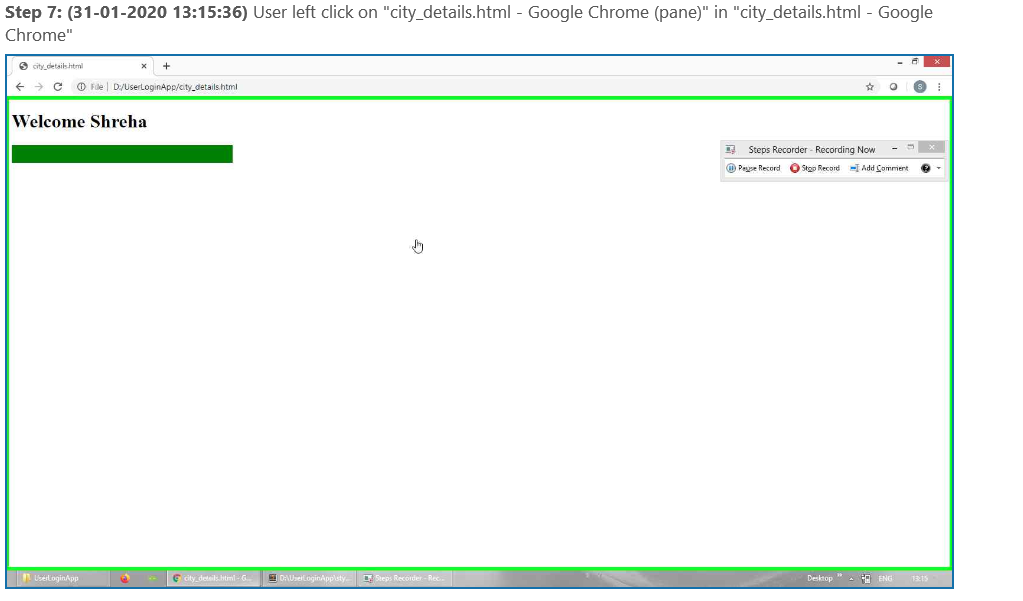 Step 7: (31-01-2020 13:15:36) User left click on "city_details.html - Google Chrome (pane)" in "city_details.html - Google
Chrome"
city_details.html
File | D:/UserLoginApp/city_details.html
S
Welcome Shreha
Steps Recorder - Recording Now
Pause Record Stop Record Add Comment
UserLoginApp city_details.html - G... D:\UserLoginApp\sty... Steps Recorder - Rec... Desktop ENG 13:15